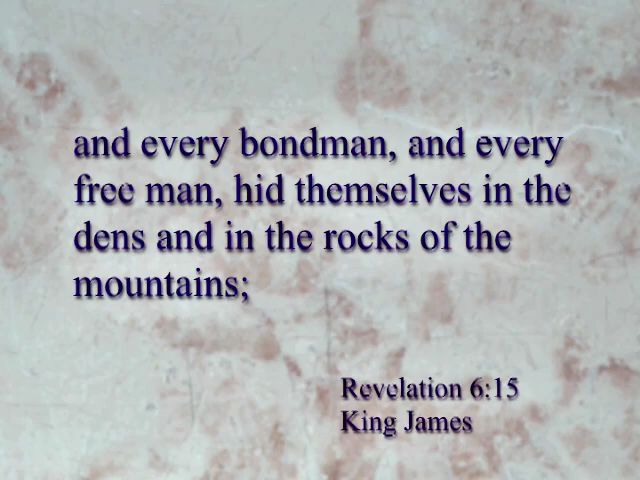 and every bondman, and every
free man, hid themselves in the
dens and in the rocks of the
mountains;
Revelation 6:15
King James